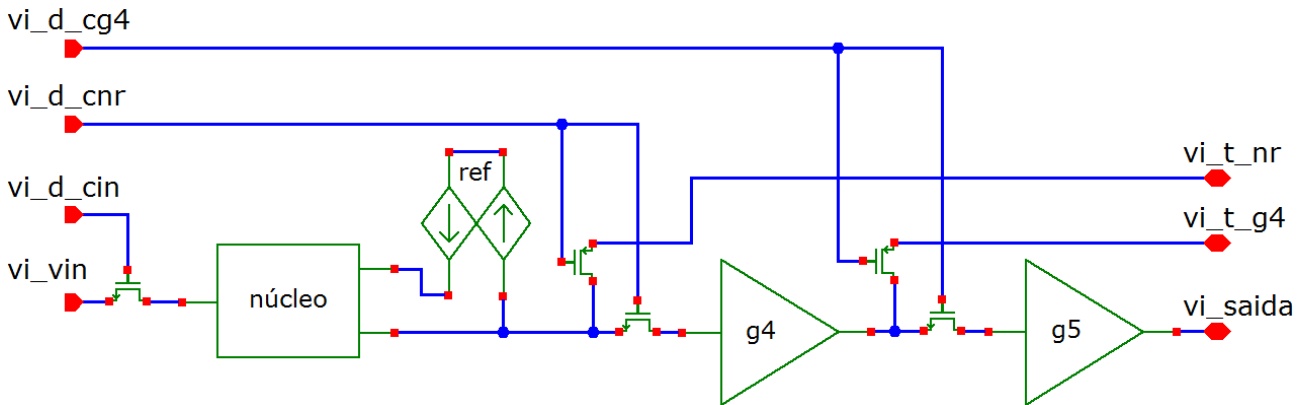 vi_d_cg4
vi_d_cnr
vi_d_cin
vi_vin
núcleo
ref
g4
g5
vi_t_nr
vi_t_g4
vi_saida